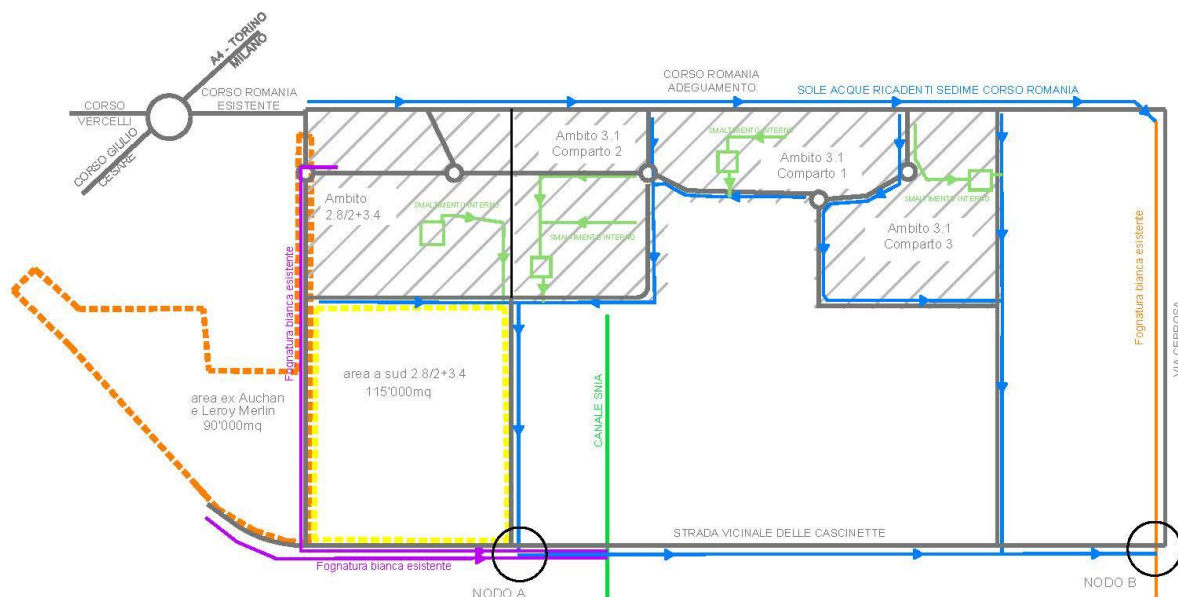 A4 - TORINO
MILANO
CORSO ROMANIA
ESISTENTE
CORSO
VERCELLI
CORSO GIULIO
CESARE
CORSO ROMANIA
ADEGUAMENTO
SOLE ACQUE RICADENTI SEDIME CORSO ROMANIA
Ambito 3.1
Comparto 2
SMALTIMENTO INTERNO
Ambito 3.1
Comparto 1
Ambito
2.8/2+3.4
SMALTIMENTO INTERNO
SMALTIMENTO INTERNO
SMALTIMENTO INTERNO
Ambito 3.1
Comparto 3
Fognatura bianca esistente
Fognatura bianca esistente
VIA CEBROSA
area a sud 2.8/2+3.4
115'000mq
area ex Auchan
e Leroy Merlin
90'000mq
CANALE SNIA
STRADA VICINALE DELLE CASCINETTE
Fognatura bianca esistente
NODO A
NODO B